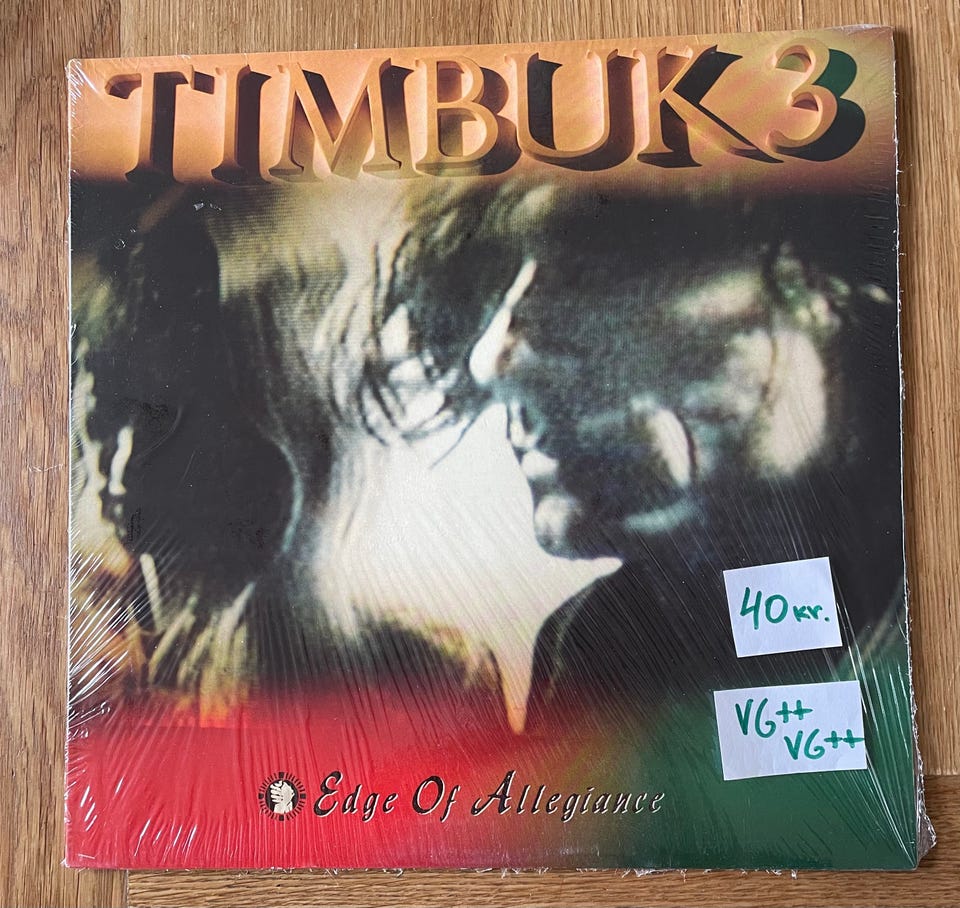 TIMBUK 3
40 kr.
VG++
VG++
Edge Of Allegiance